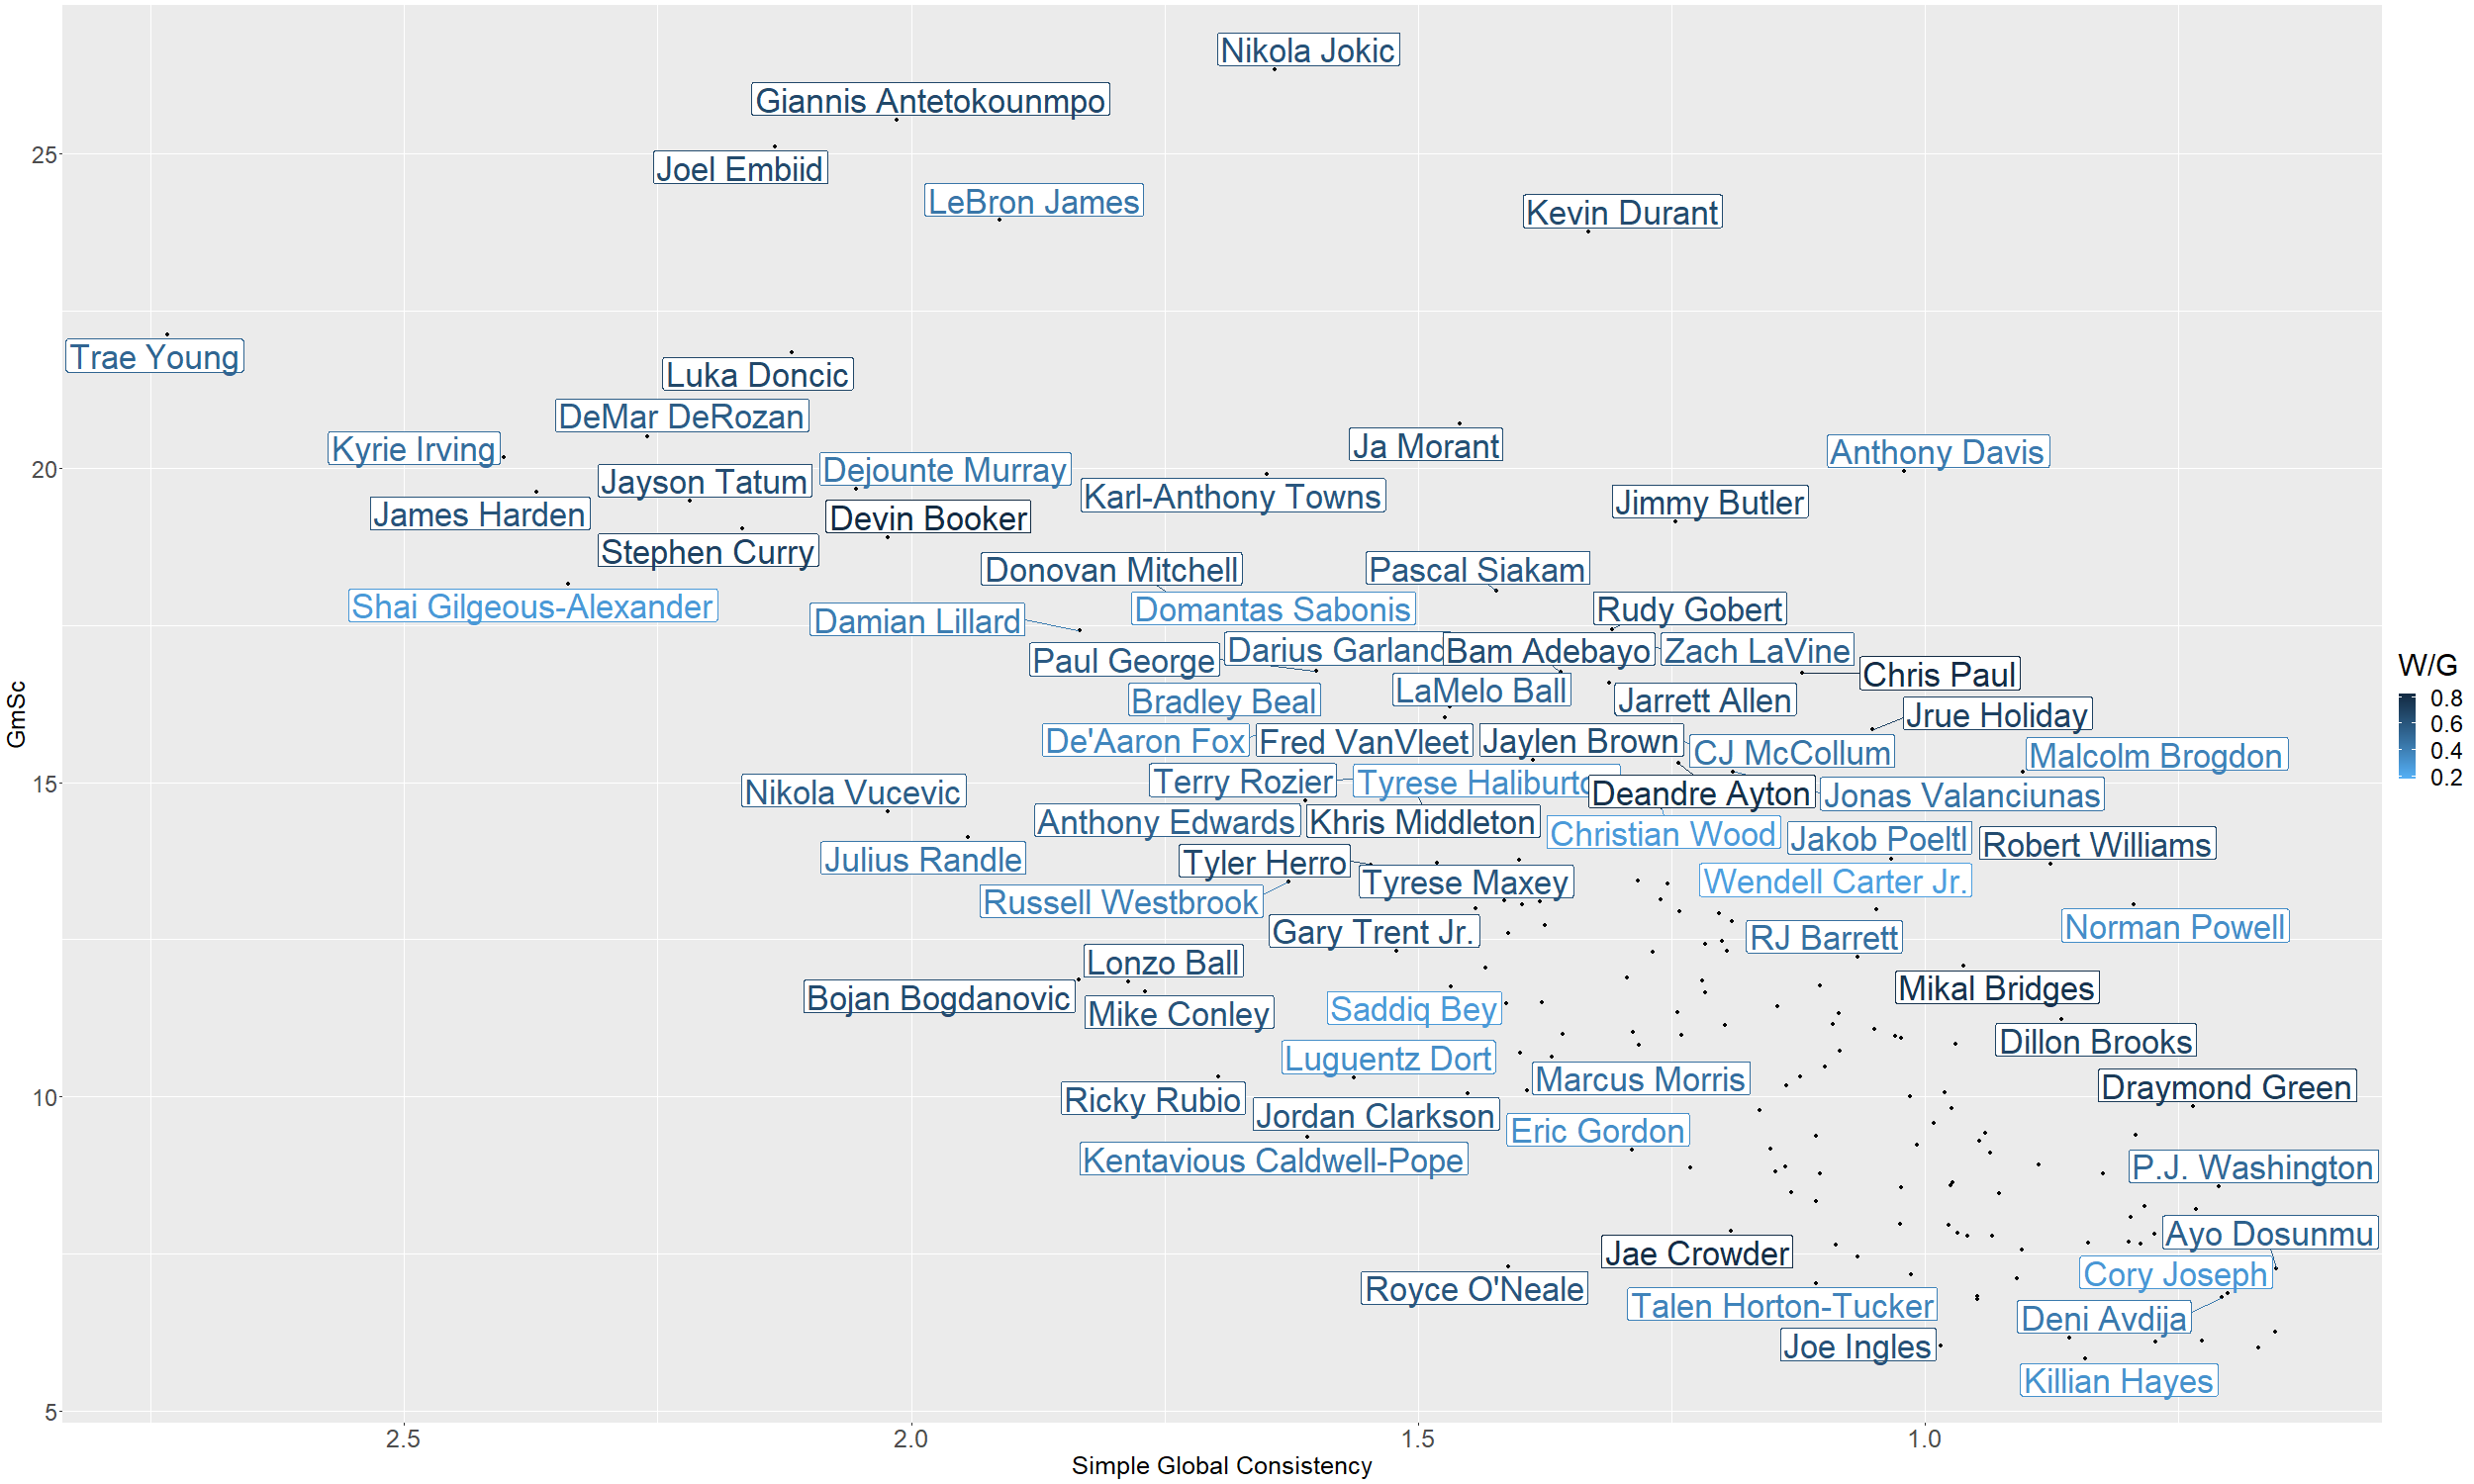 Nikola Jokic
Giannis Antetokounmpo
25
Joel Embiid
LeBron James
Kevin Durant
Trae Young
Luka Doncic
DeMar DeRozan
Kyrie Irving
Ja Morant
Anthony Davis
20
Jayson Tatum
Dejounte Murray
Karl-Anthony Towns
Jimmy Butler
James Harden
Devin Booker
Stephen Curry
Donovan Mitchell
Pascal Siakam
Shai Gilgeous-Alexander
Damian Lillard
Domantas Sabonis
Rudy Gobert
Paul George
Darius Garland
Bam Adebayo
Zach LaVine
Chris Paul
W/G
Bradley Beal
LaMelo Ball
Jarrett Allen
Jrue Holiday
0.8
0.6
0.4
0.2
GmSc
De'Aaron Fox
Fred VanVleet
Jaylen Brown
CJ McCollum
Malcolm Brogdon
15
Nikola Vucevic
Terry Rozier
Tyrese Haliburto
Deandre Ayton
Jonas Valanciunas
Anthony Edwards
Khris Middleton
Christian Wood
Jakob Poeltl
Robert Williams
Julius Randle
Tyler Herro
Tyrese Maxey
Wendell Carter Jr.
Russell Westbrook
Gary Trent Jr.
RJ Barrett
Norman Powell
Lonzo Ball
Bojan Bogdanovic
Mike Conley
Saddiq Bey
Mikal Bridges
Dillon Brooks
Luguentz Dort
Marcus Morris
Draymond Green
10
Ricky Rubio
Jordan Clarkson
Eric Gordon
Kentavious Caldwell-Pope
P.J. Washington
Ayo Dosunmu
Jae Crowder
Cory Joseph
Royce O'Neale
Talen Horton-Tucker
Deni Avdija
Joe Ingles
Killian Hayes
5
2.5
2.0
1.5
1.0
Simple Global Consistency